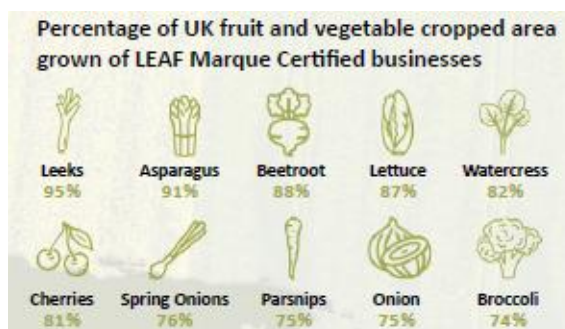 Percentage of UK fruit and vegetable cropped area
grown of LEAF Marque Certified businesses
Leeks Asparagus Beetroot Lettuce Watercress
95% 91% 88% 87% 82%
Cherries Spring Onions Parsnips Onion Broccoli
81% 76% 75% 75% 74%